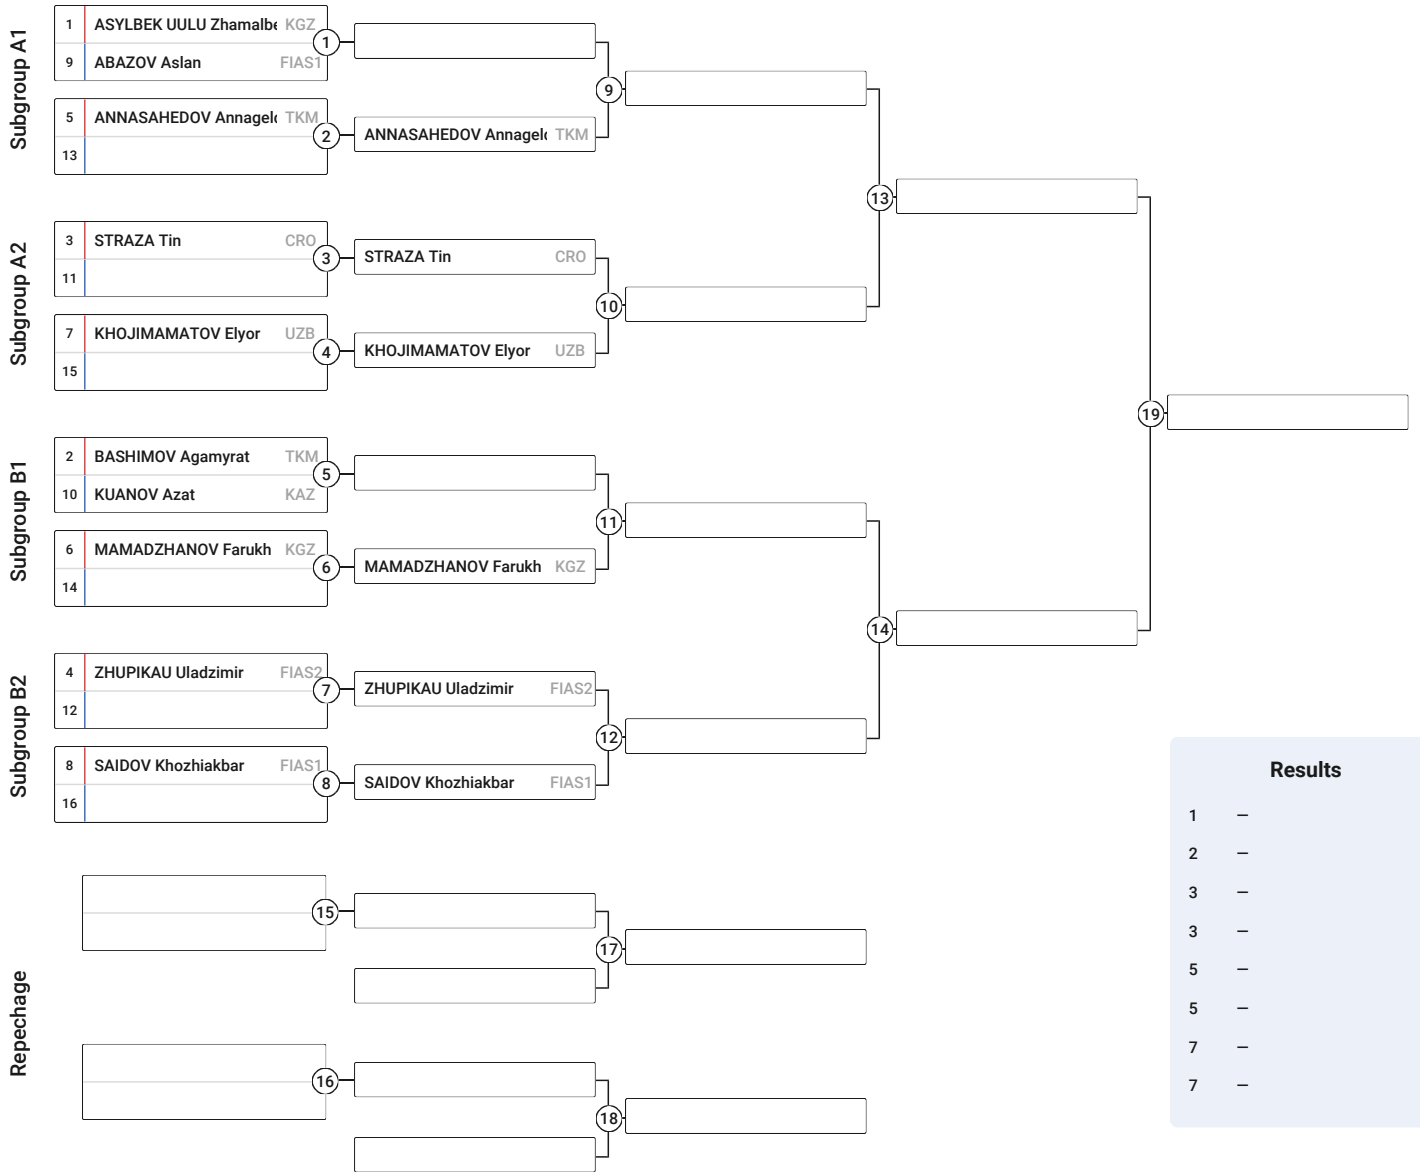 Subgroup A1
1 ASYLBEK UULU Zhamalbe KGZ
9 ABAZOV Aslan FIAS1
1
5 ANNASAHEDOV Annagel TKM
13
2
ANNASAHEDOV Annagel TKM
9
Subgroup A2
3 STRAZA Tin CRO
11
3
STRAZA Tin CRO
7 KHOJIMAMATOV Elyor UZB
15
4
KHOJIMAMATOV Elyor UZB
10
13
Subgroup B1
2 BASHIMOV Agamyrat TKM
10 KUANOV Azat KAZ
5
6 MAMADZHANOV Farukh KGZ
14
6
MAMADZHANOV Farukh KGZ
11
Subgroup B2
4 ZHUPIKAU Uladzimir FIAS2
12
7
ZHUPIKAU Uladzimir FIAS2
8 SAIDOV Khozhiakbar FIAS1
16
8
SAIDOV Khozhiakbar FIAS1
12
14
19
Repechage
15
17
16
18
Results
1 –
2 –
3 –
3 –
5 –
5 –
7 –
7 –